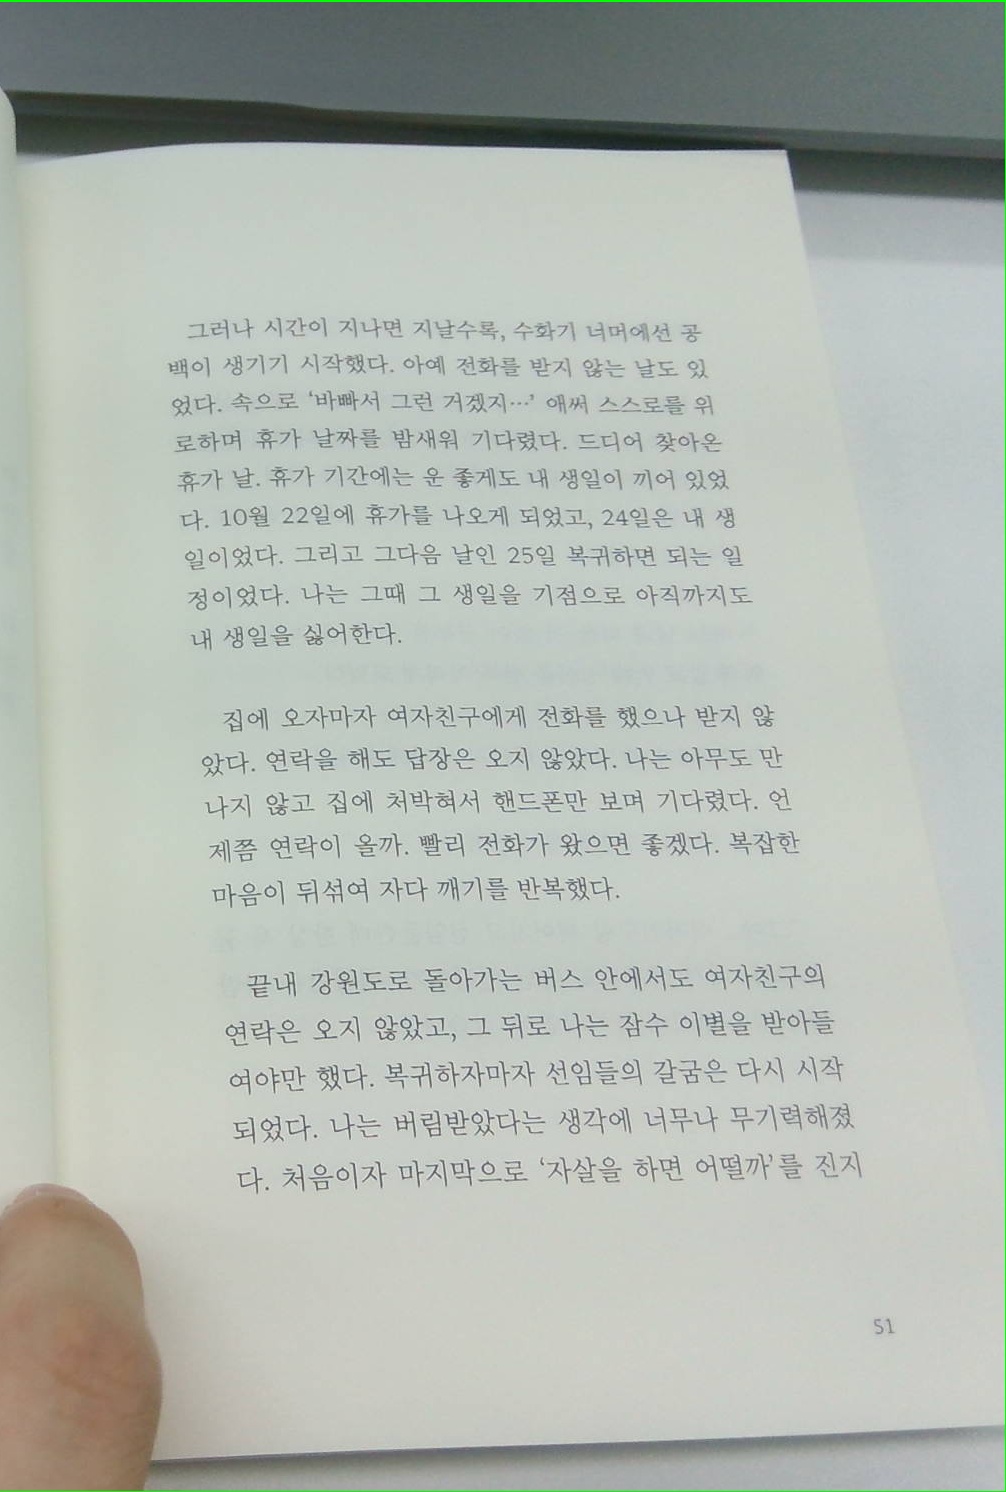 그러나 시간이 지나면 지날수록, 수화기 너머에선 공
백이 생기기 시작했다. 아예 전화를 받지 않는 날도 있
었다. 속으로 ‘바빠서 그런 거겠지…’ 애써 스스로를 위
로하며 휴가 날짜를 밤새워 기다렸다. 드디어 찾아온
휴가 날. 휴가 기간에는 운 좋게도 내 생일이 끼어 있었
다. 10월 22일에 휴가를 나오게 되었고, 24일은 내 생
일이었다. 그리고 그다음 날인 25일 복귀하면 되는 일
정이었다. 나는 그때 그 생일을 기점으로 아직까지도
내 생일을 싫어한다.
집에 오자마자 여자친구에게 전화를 했으나 받지 않
았다. 연락을 해도 답장은 오지 않았다. 나는 아무도 만
나지 않고 집에 처박혀서 핸드폰만 보며 기다렸다. 언
제쯤 연락이 올까. 빨리 전화가 왔으면 좋겠다. 복잡한
마음이 뒤섞여 자다 깨기를 반복했다.
끝내 강원도로 돌아가는 버스 안에서도 여자친구의
연락은 오지 않았고, 그 뒤로 나는 잠수 이별을 받아들
여야만 했다. 복귀하자마자 선임들의 갈굼은 다시 시작
되었다. 나는 버림받았다는 생각에 너무나 무기력해졌
다. 처음이자 마지막으로 ‘자살을 하면 어떨까’를 진지
51